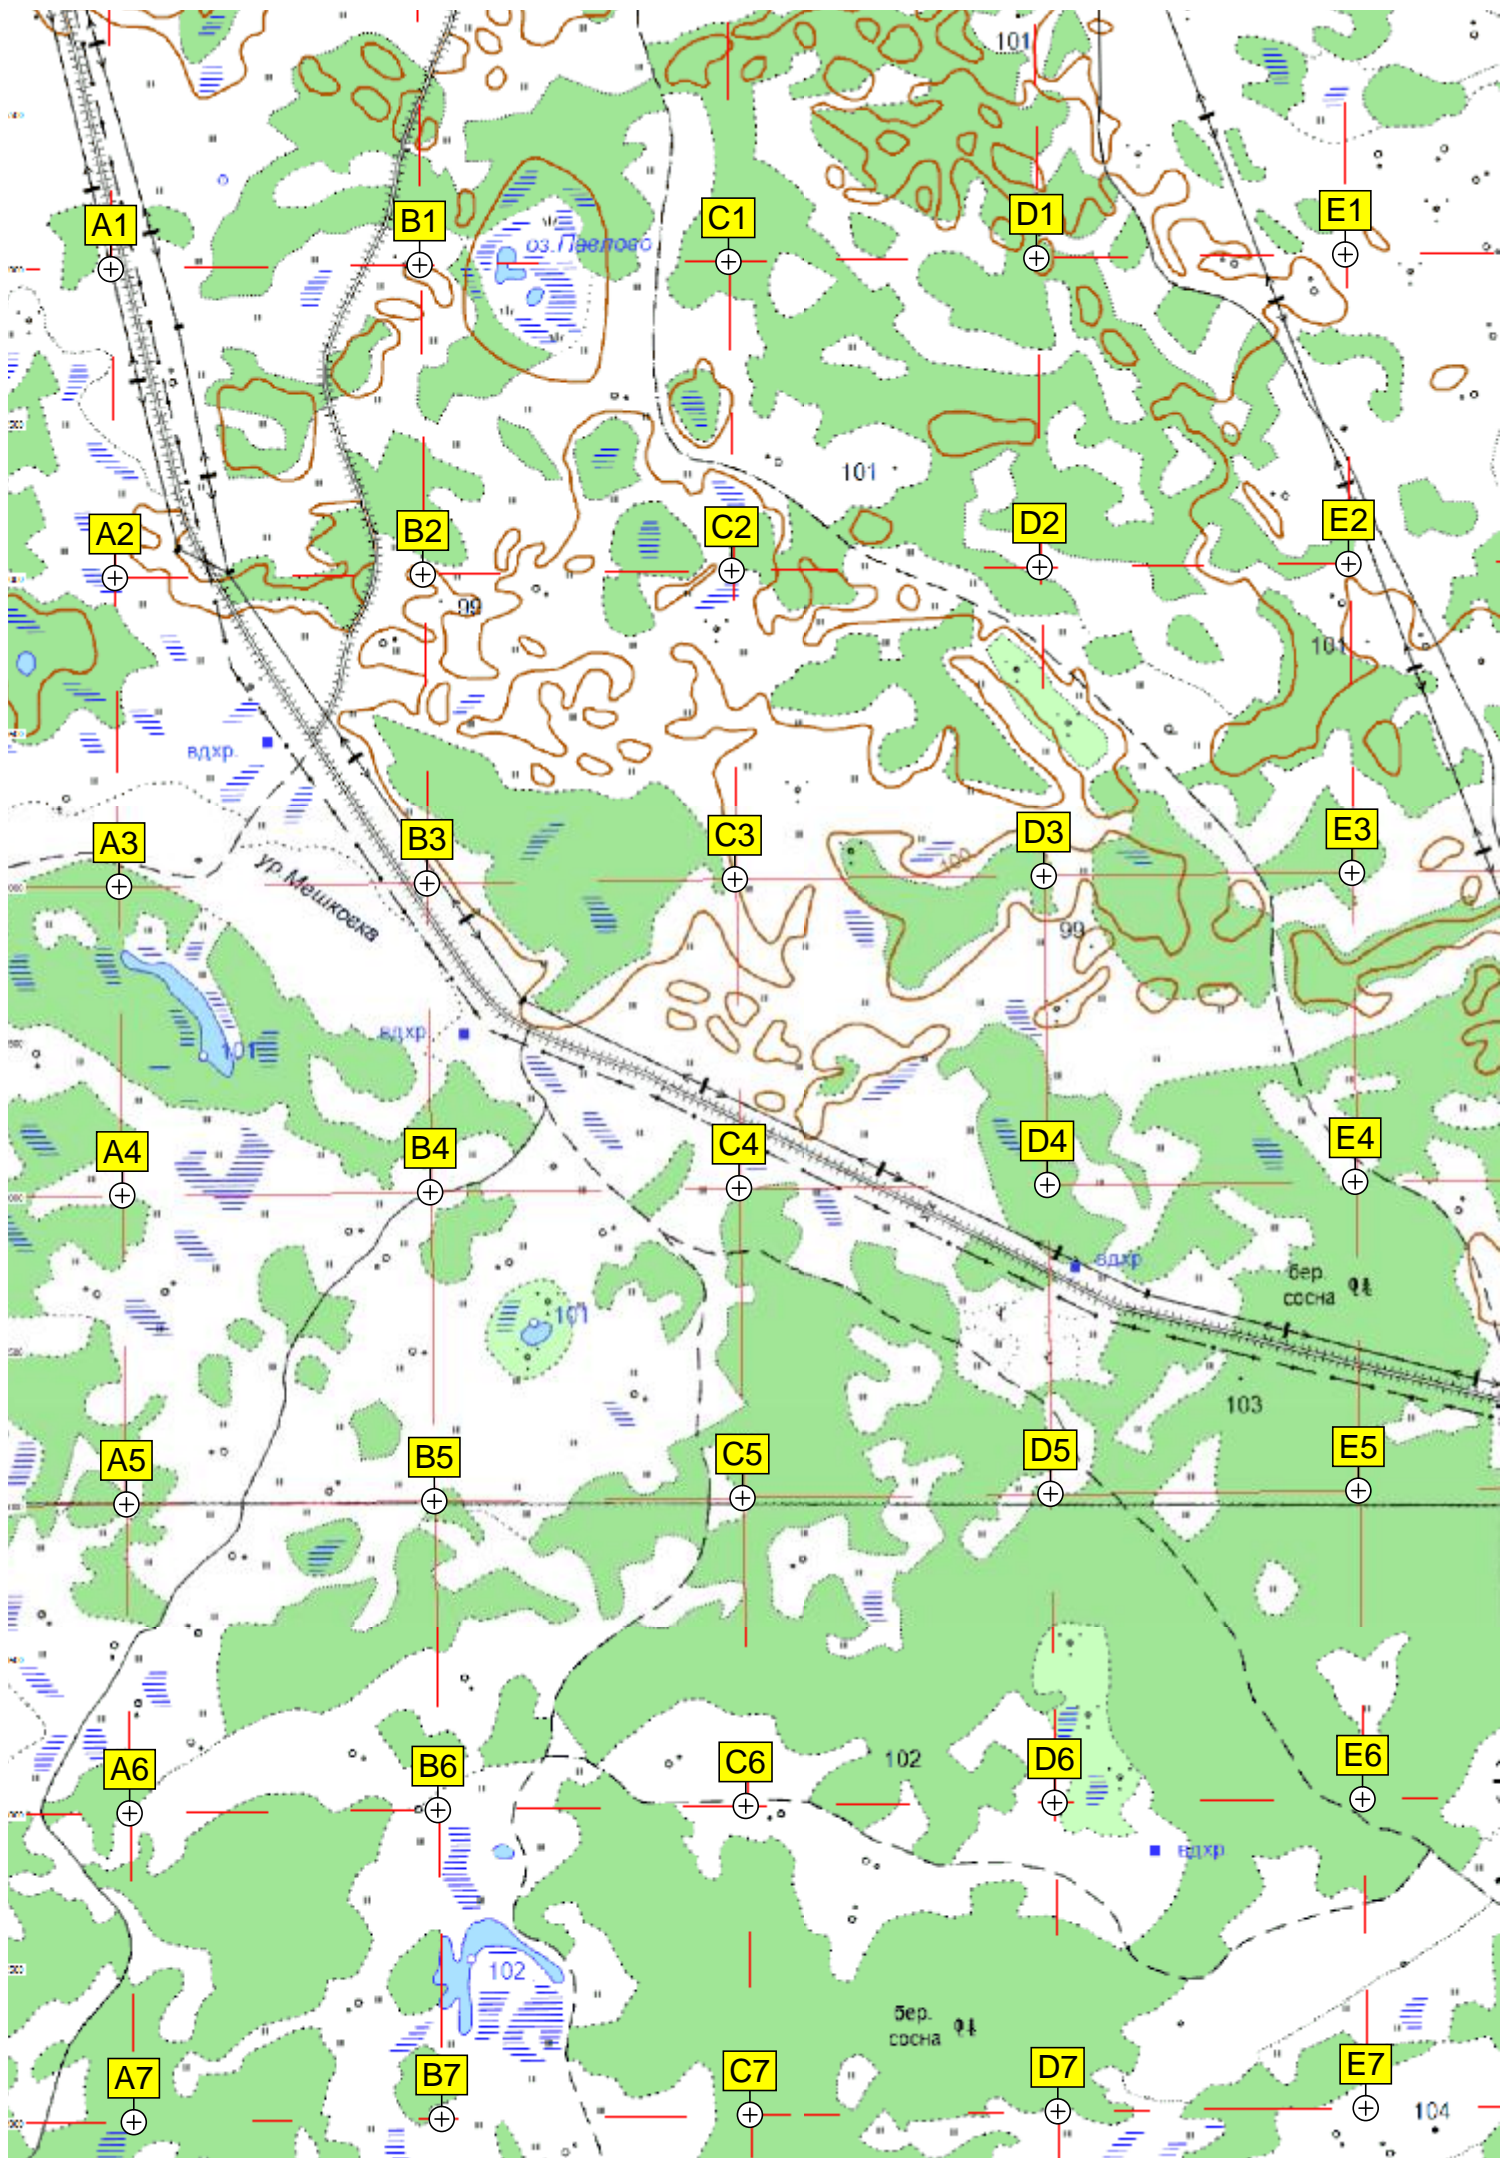 101
A1
B1
C1
D1
E1
оз.Павлово
101
A2
B2
C2
D2
E2
99
101
вдхр.
A3
B3
C3
D3
E3
100
ур.Мешковка
99
вдхр
101
A4
B4
C4
D4
E4
вдхр
бер.
сосна
101
103
A5
B5
C5
D5
E5
A6
B6
C6
102
D6
E6
вдхр
102
бер.
сосна
A7
B7
C7
D7
E7
104